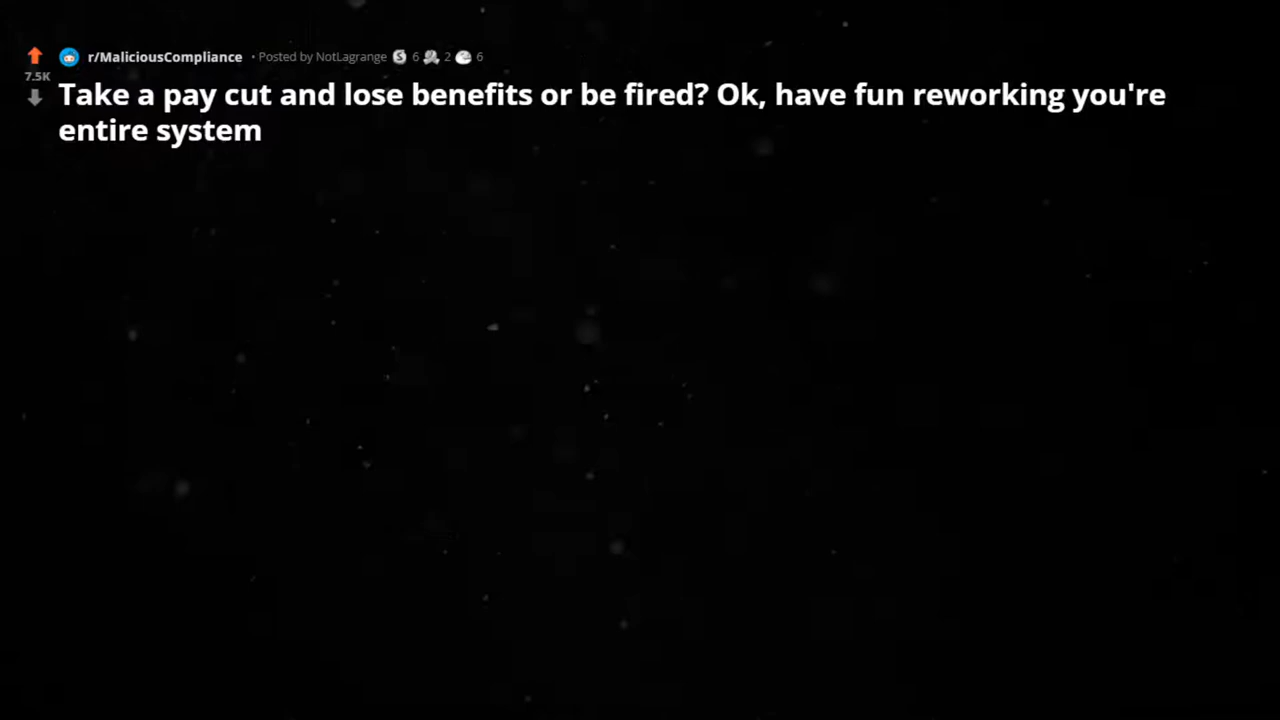 r/MaliciousCompliance • Posted by NotLagrange 6 2 6
7.5K
Take a pay cut and lose benefits or be fired? Ok, have fun reworking you're
entire system